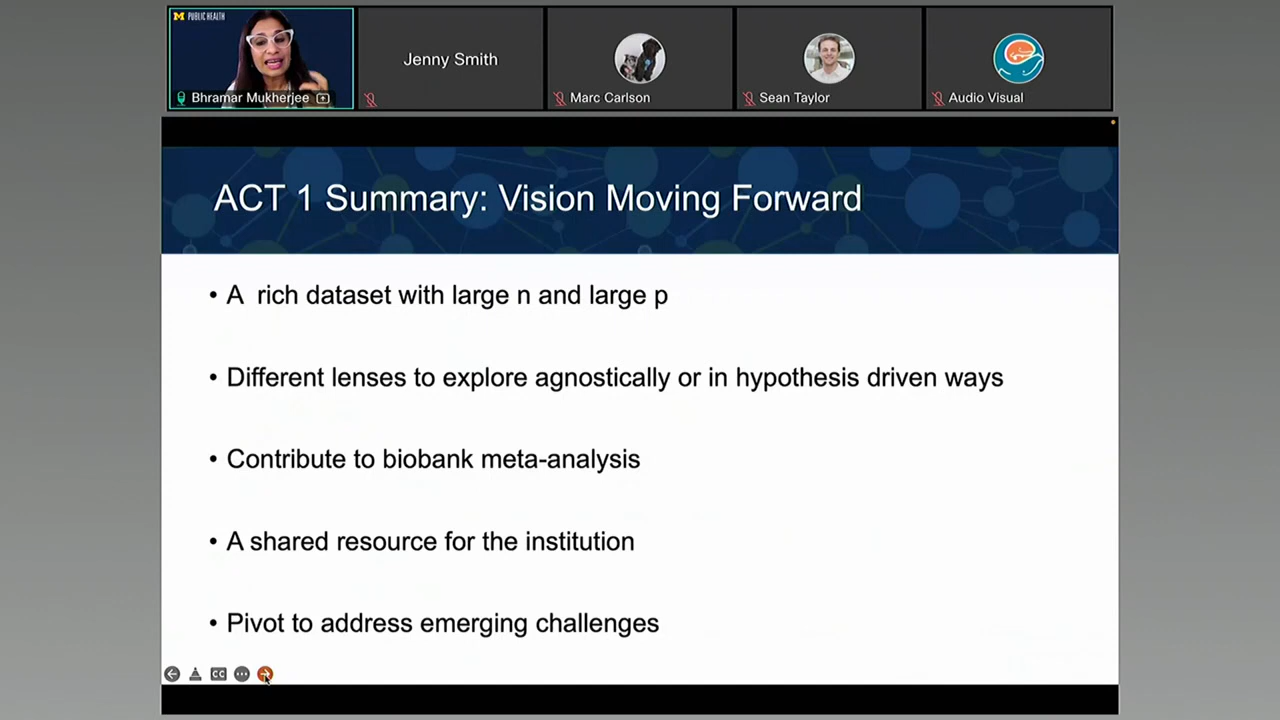 M PUBLIC HEALTH
Bhramar Mukherjee
Jenny Smith
Marc Carlson
Sean Taylor
Audio Visual
ACT 1 Summary: Vision Moving Forward
• A  rich dataset with large n and large p
• Different lenses to explore agnostically or in hypothesis driven ways
• Contribute to biobank meta-analysis
• A shared resource for the institution
• Pivot to address emerging challenges
CC